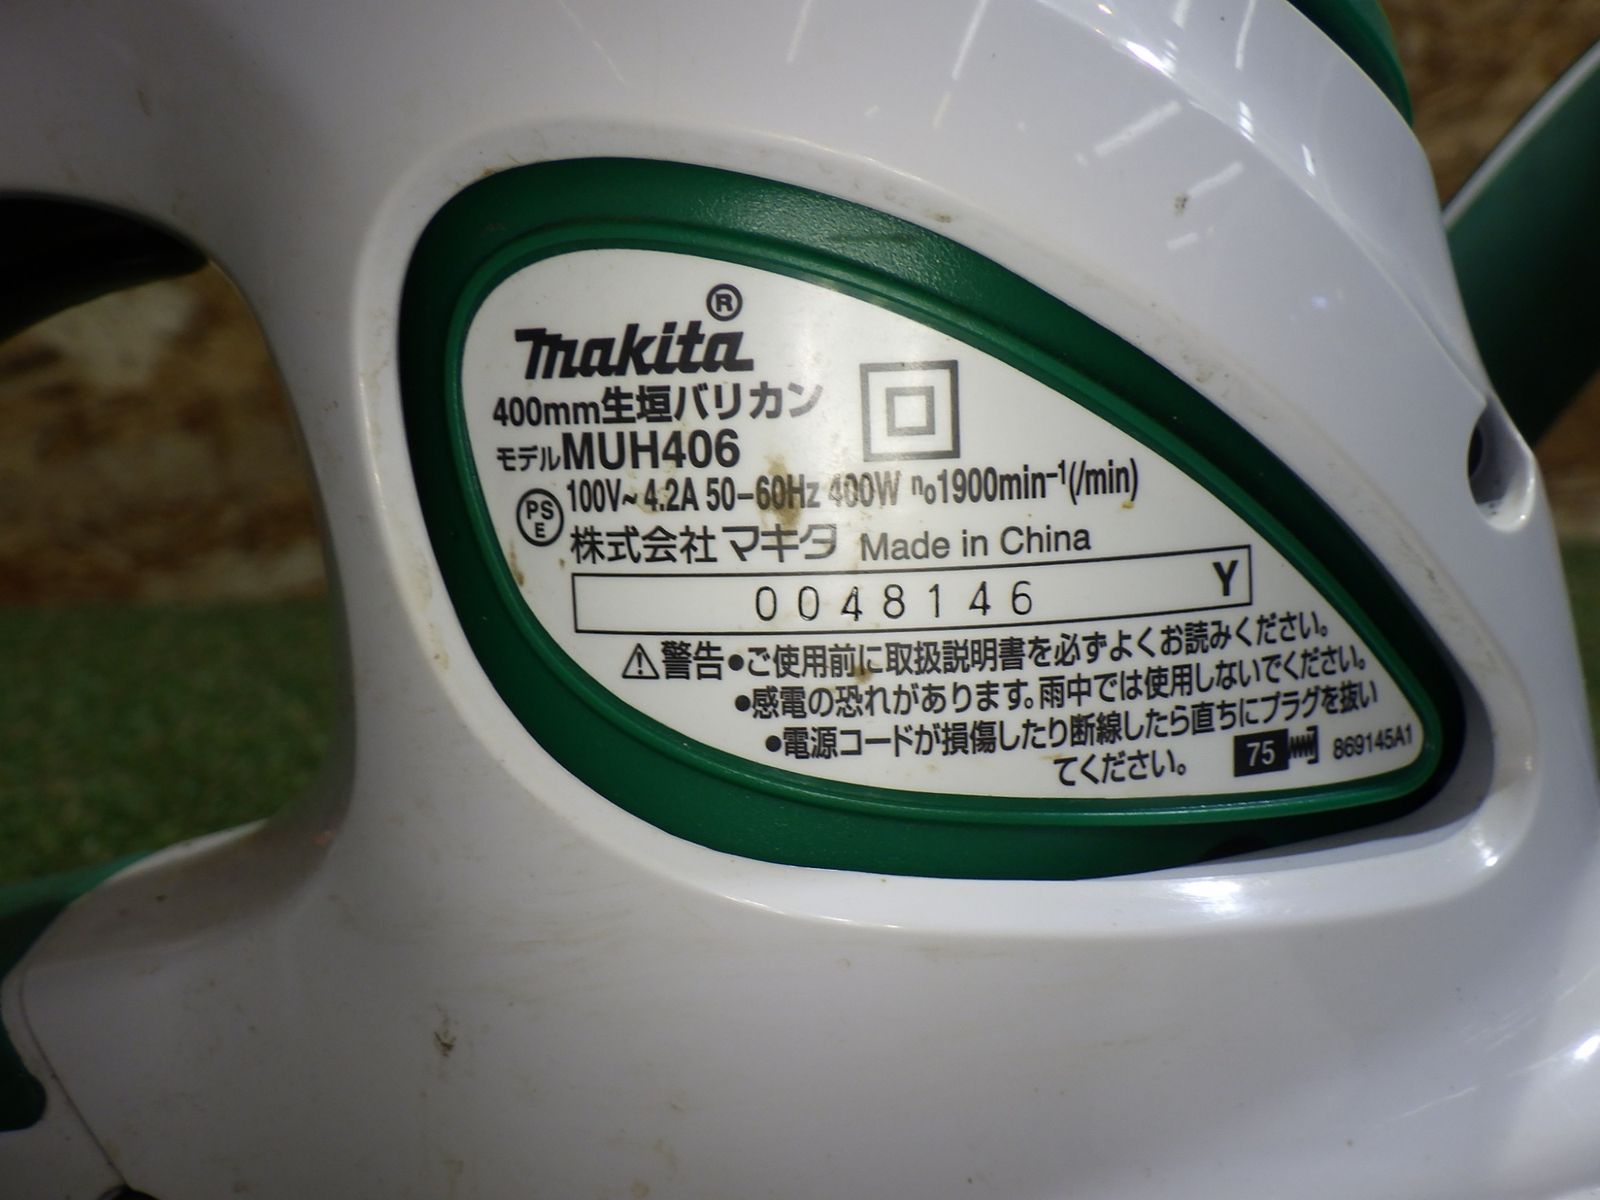 makita®
400mm生垣バリカン
モデルMUH406
PSE 100V~4.2A 50-60Hz 400W n₀1900min⁻¹(/min)
株式会社マキタ Made in China
0048146 Y
⚠警告●ご使用前に取扱説明書を必ずよくお読みください。
●感電の恐れがあります。雨中では使用しないでください。
●電源コードが損傷したり断線したら直ちにプラグを抜い
てください。 75 869145A1